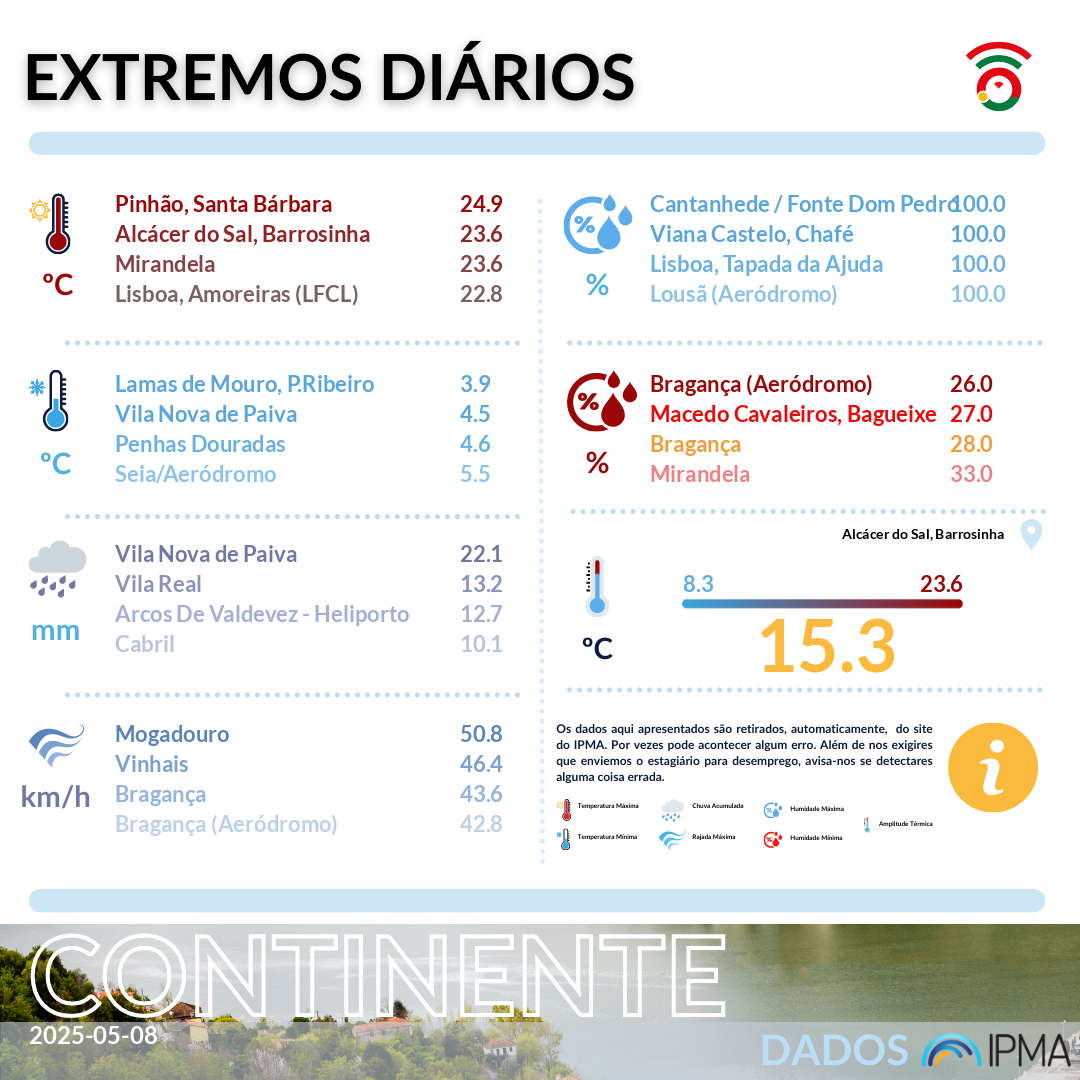 EXTREMOS DIÁRIOS
Pinhão, Santa Bárbara 24.9
Alcácer do Sal, Barrosinha 23.6
Mirandela 23.6
Lisboa, Amoreiras (LFCL) 22.8
ºC
Lamas de Mouro, P.Ribeiro 3.9
Vila Nova de Paiva 4.5
Penhas Douradas 4.6
Seia/Aeródromo 5.5
ºC
Vila Nova de Paiva 22.1
Vila Real 13.2
Arcos De Valdevez - Heliporto 12.7
Cabril 10.1
mm
Mogadouro 50.8
Vinhais 46.4
Bragança 43.6
Bragança (Aeródromo) 42.8
km/h
Cantanhede / Fonte Dom Pedro 100.0
Viana Castelo, Chafé 100.0
Lisboa, Tapada da Ajuda 100.0
Lousã (Aeródromo) 100.0
%
%
Bragança (Aeródromo) 26.0
Macedo Cavaleiros, Bagueixe 27.0
Bragança 28.0
Mirandela 33.0
%
%
Alcácer do Sal, Barrosinha
8.3 23.6
15.3
ºC
Os dados aqui apresentados são retirados, automaticamente, do site
do IPMA. Por vezes pode acontecer algum erro. Além de nos exigires
que enviemos o estagiário para desemprego, avisa-nos se detectares
alguma coisa errada.
i
Temperatura Máxima Chuva Acumulada Humidade Máxima
Amplitude Térmica
Temperatura Mínima Rajada Máxima Humidade Mínima
CONTINENTE
2025-05-08
DADOS IPMA